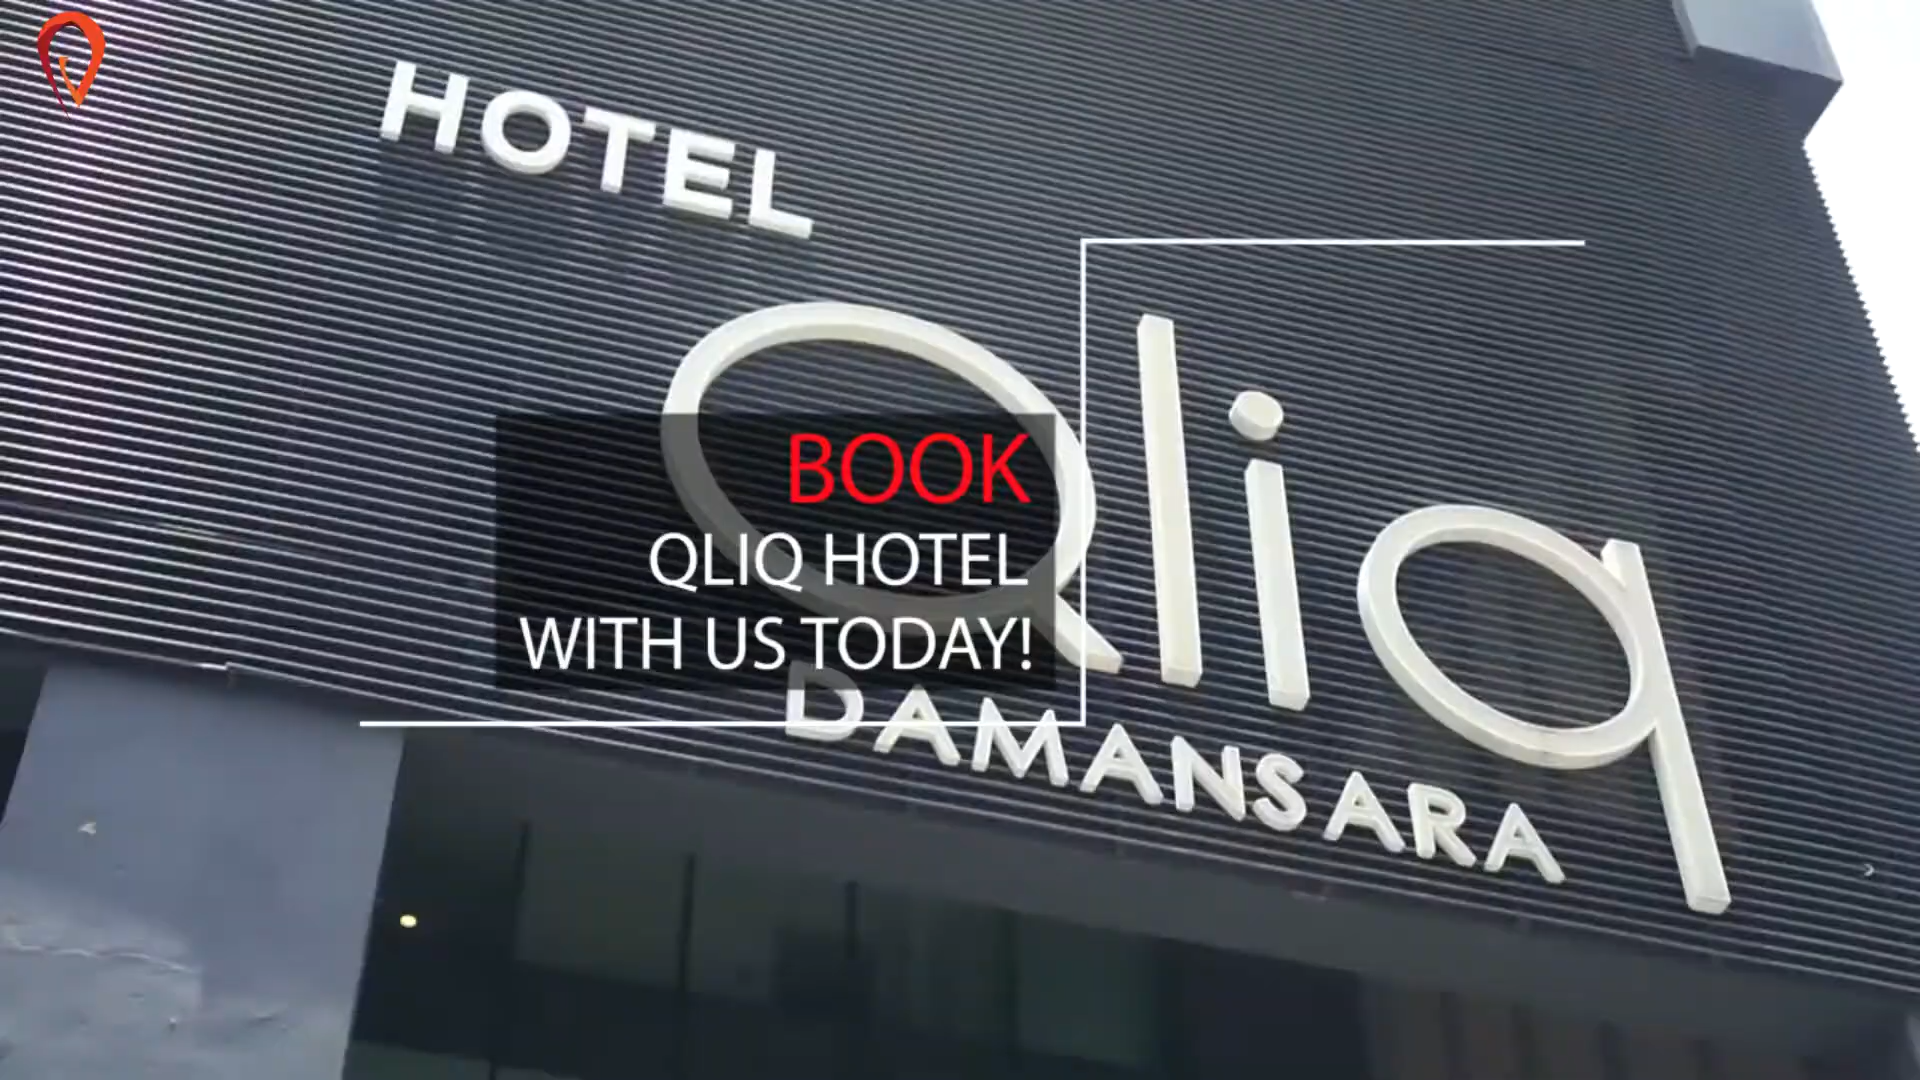 HOTEL
Qliq
DAMANSARA
BOOK
QLIQ HOTEL
WITH US TODAY!